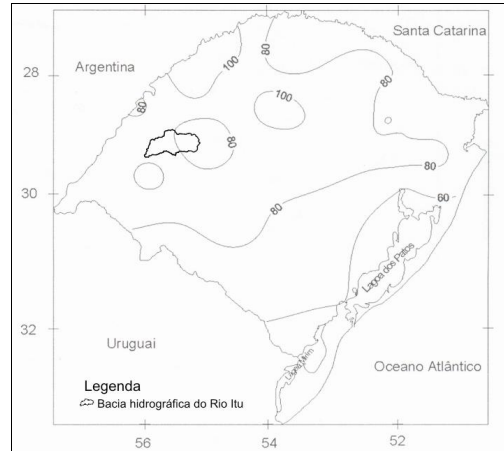 Santa Catarina
Argentina
28
100
80
80
100
80
80
80
30
60
80
Lagoa dos Patos
32
Lagoa Mirim
Uruguai
Oceano Atlântico
Legenda
Bacia hidrográfica do Rio Itu
56
54
52